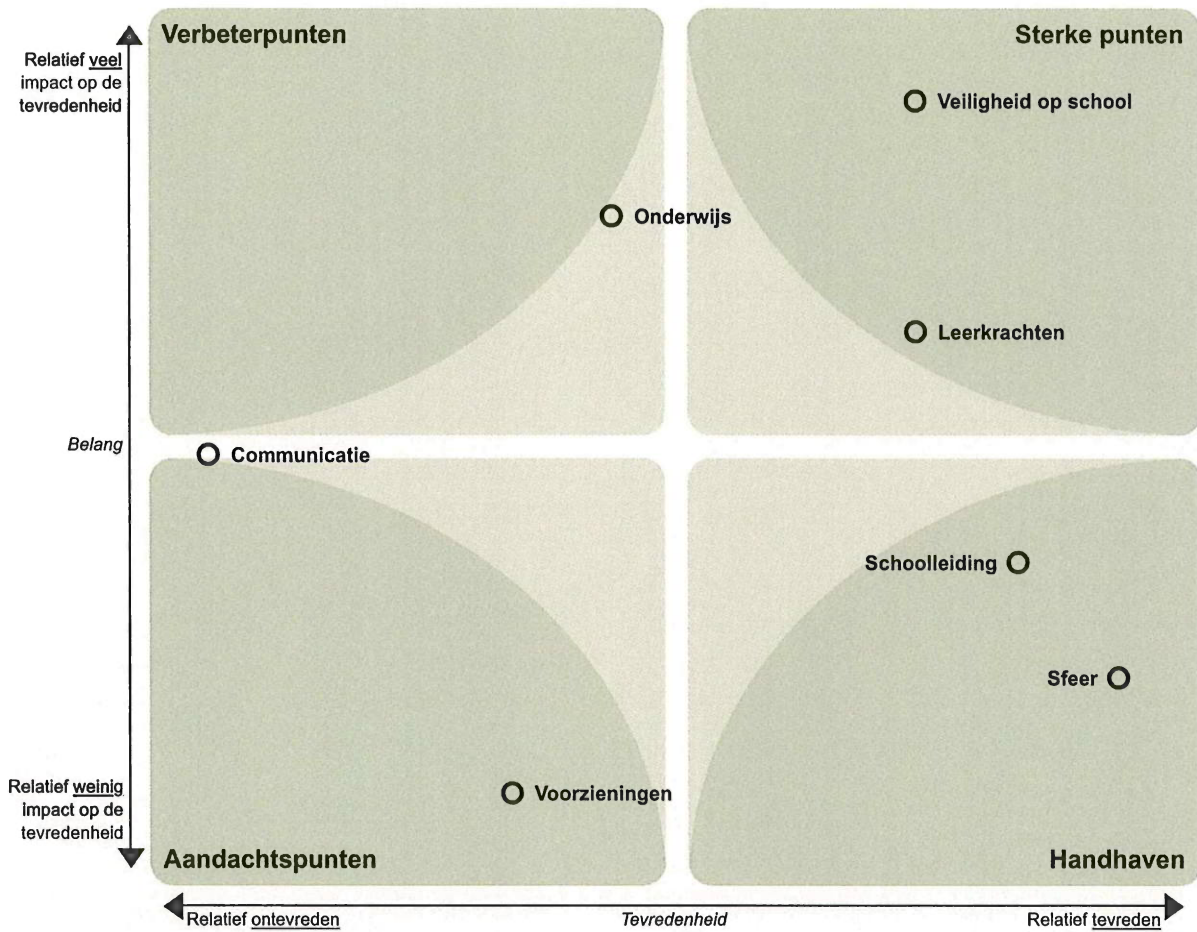 Verbeterpunten
Sterke punten
Relatief veel
impact op de
tevredenheid
Veiligheid op school
Onderwijs
Leerkrachten
Belang
Communicatie
Schoolleiding
Sfeer
Relatief weinig
impact op de
tevredenheid
Voorzieningen
Aandachtspunten
Handhaven
Relatief ontevreden
Tevredenheid
Relatief tevreden